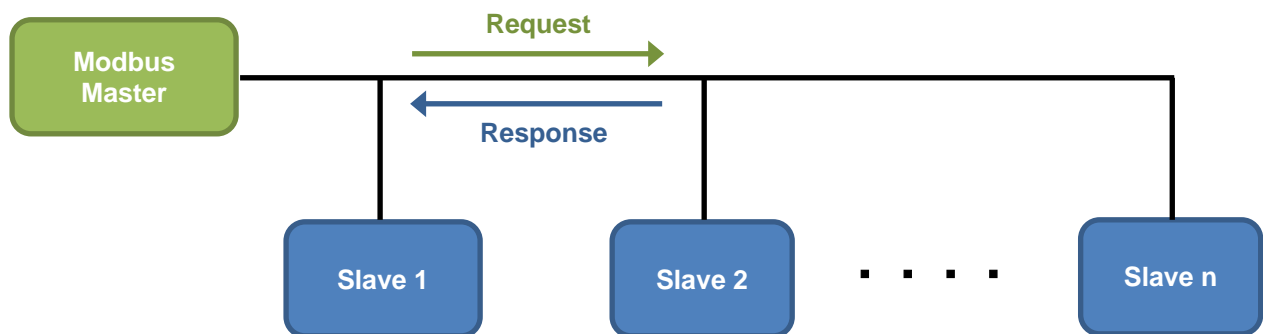 Request
Modbus
Master
Response
Slave 1
Slave 2
. . . .
Slave n